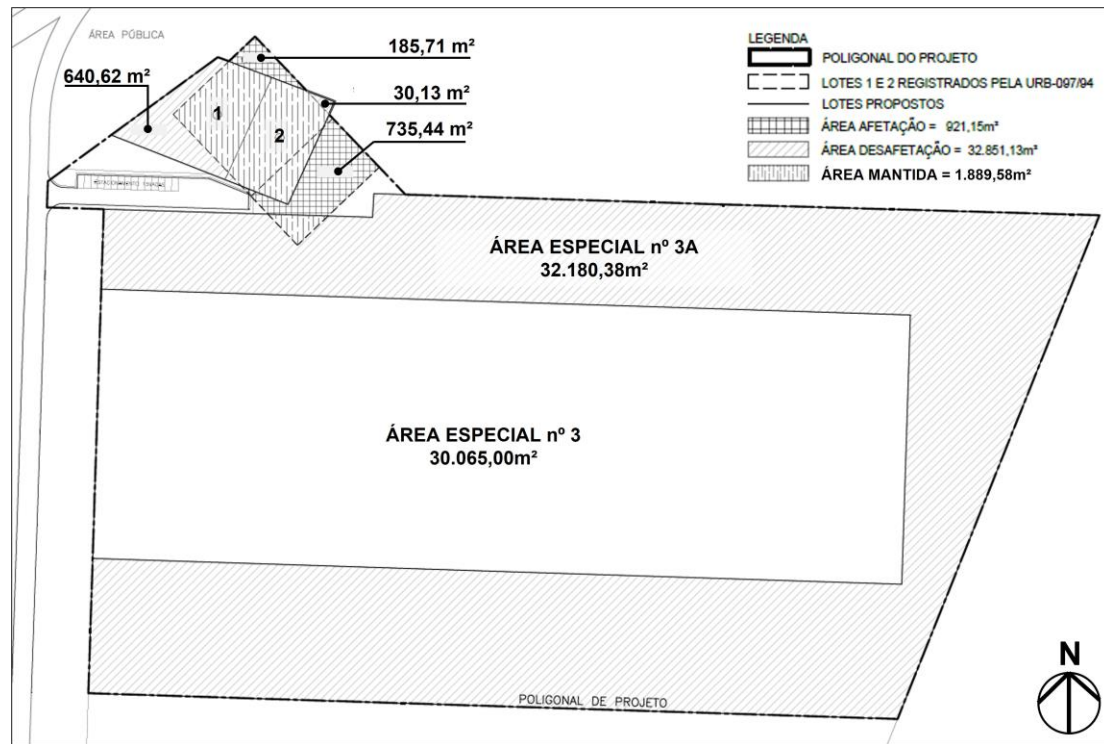 ÁREA PÚBLICA
185,71 m²
640,62 m²
30,13 m²
735,44 m²
1
2
LEGENDA
POLIGONAL DO PROJETO
LOTES 1 E 2 REGISTRADOS PELA URB-097/94
LOTES PROPOSTOS
ÁREA AFETAÇÃO = 921,15m²
ÁREA DESAFETAÇÃO = 32.851,13m²
ÁREA MANTIDA = 1.889,58m²
ÁREA ESPECIAL nº 3A
32.180,38m²
ÁREA ESPECIAL nº 3
30.065,00m²
POLIGONAL DE PROJETO
N